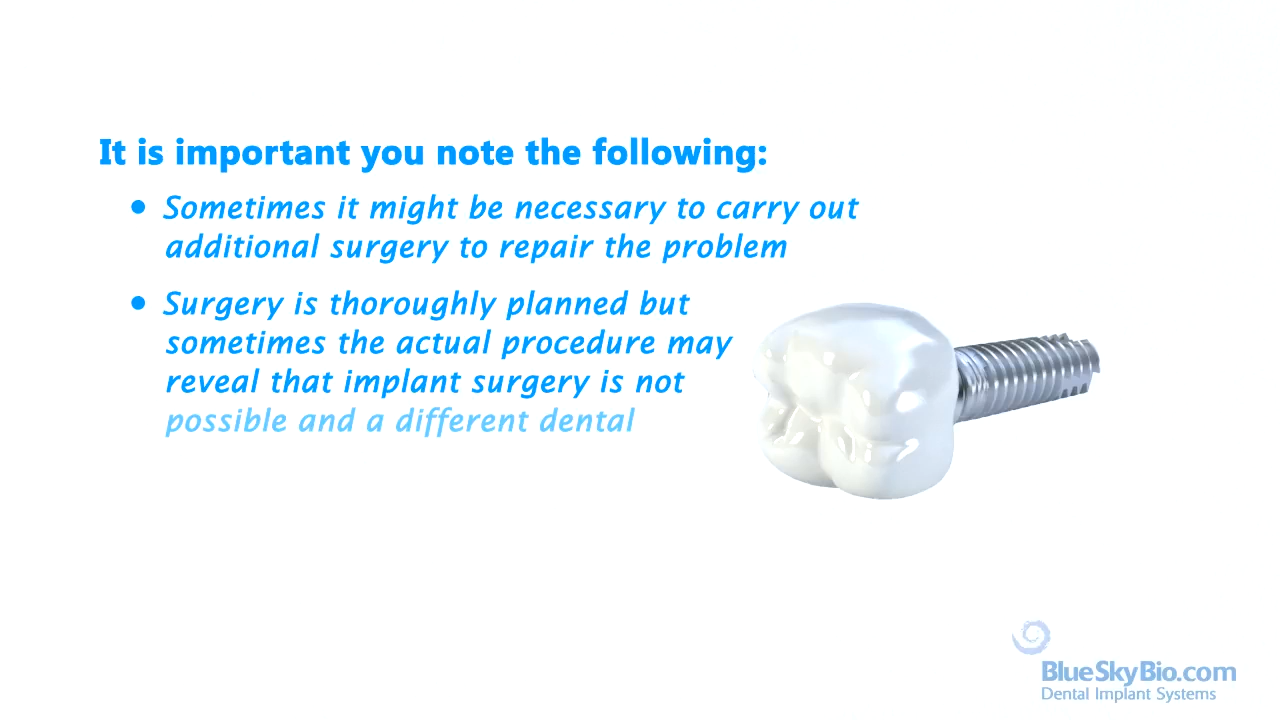 It is important you note the following:
• Sometimes it might be necessary to carry out
additional surgery to repair the problem
• Surgery is thoroughly planned but
sometimes the actual procedure may
reveal that implant surgery is not
possible and a different dental
BlueSkyBio.com
Dental Implant Systems